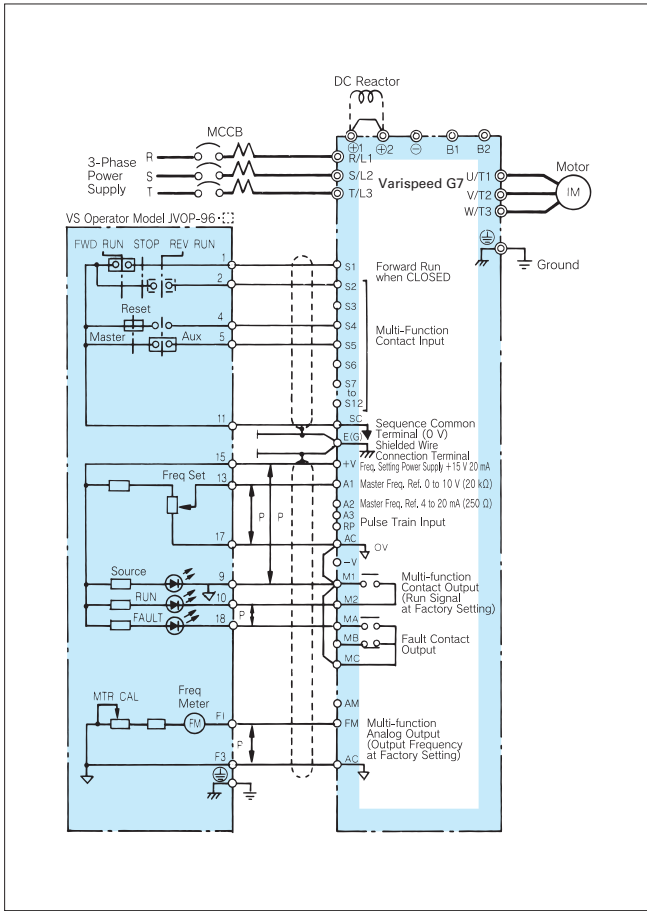 DC Reactor
MCCB
⊕1 ⊕2 ⊖ B1 B2
3-Phase
Power
Supply
R
S
T
R/L1
S/L2
T/L3
Varispeed G7
U/T1
V/T2
W/T3
Motor
IM
Ground
VS Operator Model JVOP-96·
FWD RUN STOP REV RUN
1
2
Reset
4
Master Aux
5
11
15
Freq Set
13
17
Source
9
RUN
10
FAULT
18
MTR CAL
Freq
Meter
FM
F1
F3
P
P
P
P
S1
Forward Run
when CLOSED
S2
S3
S4
Multi-Function
Contact Input
S5
S6
S7
to
S12
SC
Sequence Common
Terminal (0 V)
E(G)
Shielded Wire
Connection Terminal
+V
Freq. Setting Power Supply +15 V 20 mA
A1
Master Freq. Ref. 0 to 10 V (20 kΩ)
A2
Master Freq. Ref. 4 to 20 mA (250 Ω)
A3
RP
Pulse Train Input
AC
0V
-V
M1
Multi-function
Contact Output
(Run Signal
at Factory Setting)
M2
MA
MB
Fault Contact
Output
MC
AM
FM
Multi-function
Analog Output
(Output Frequency
at Factory Setting)
AC